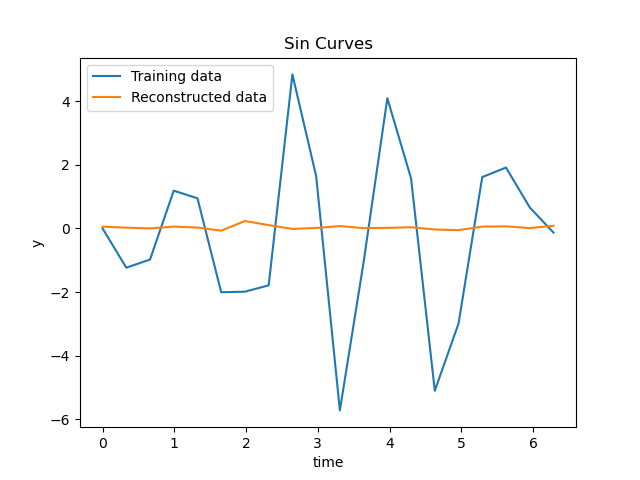 Sin Curves
Training data
Reconstructed data
4
2
0
−2
−4
−6
y
0 1 2 3 4 5 6
time